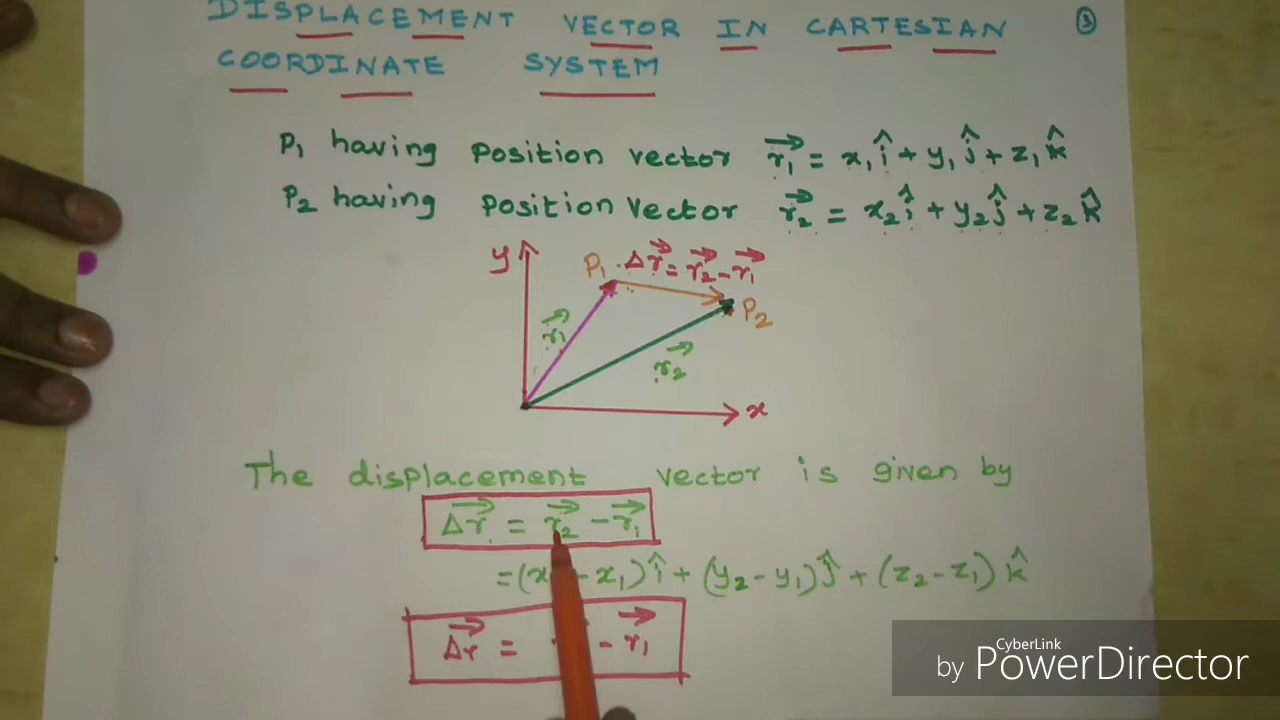 DISPLACEMENT VECTOR IN CARTESIAN ③
COORDINATE SYSTEM
P₁ having position vector r₁⃗ = x₁î + y₁ĵ + z₁k̂
P₂ having position vector r₂⃗ = x₂î + y₂ĵ + z₂k̂
y
P₁ Δr⃗ = r₂⃗ - r₁⃗
P₂
r₁⃗
r₂⃗
x
The displacement vector is given by
Δr⃗ = r₂⃗ - r₁⃗
= (x - x₁)î + (y₂ - y₁)ĵ + (z₂ - z₁)k̂
Δr⃗ = - r₁⃗
CyberLink
by PowerDirector